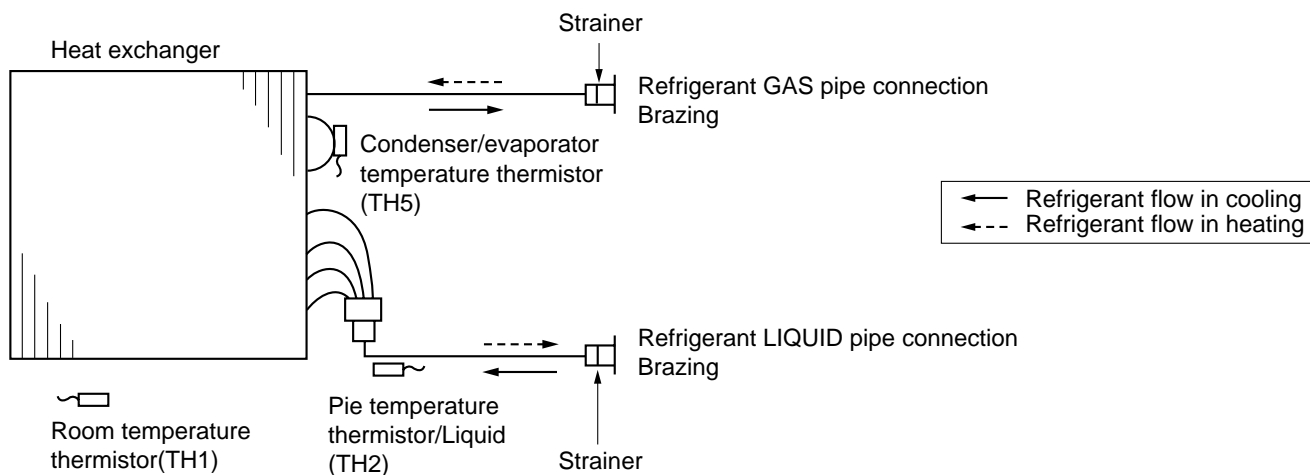 Strainer
Heat exchanger
Refrigerant GAS pipe connection
Brazing
Condenser/evaporator
temperature thermistor
(TH5)
Refrigerant flow in cooling
Refrigerant flow in heating
Refrigerant LIQUID pipe connection
Brazing
Room temperature
thermistor(TH1)
Pie temperature
thermistor/Liquid
(TH2)
Strainer